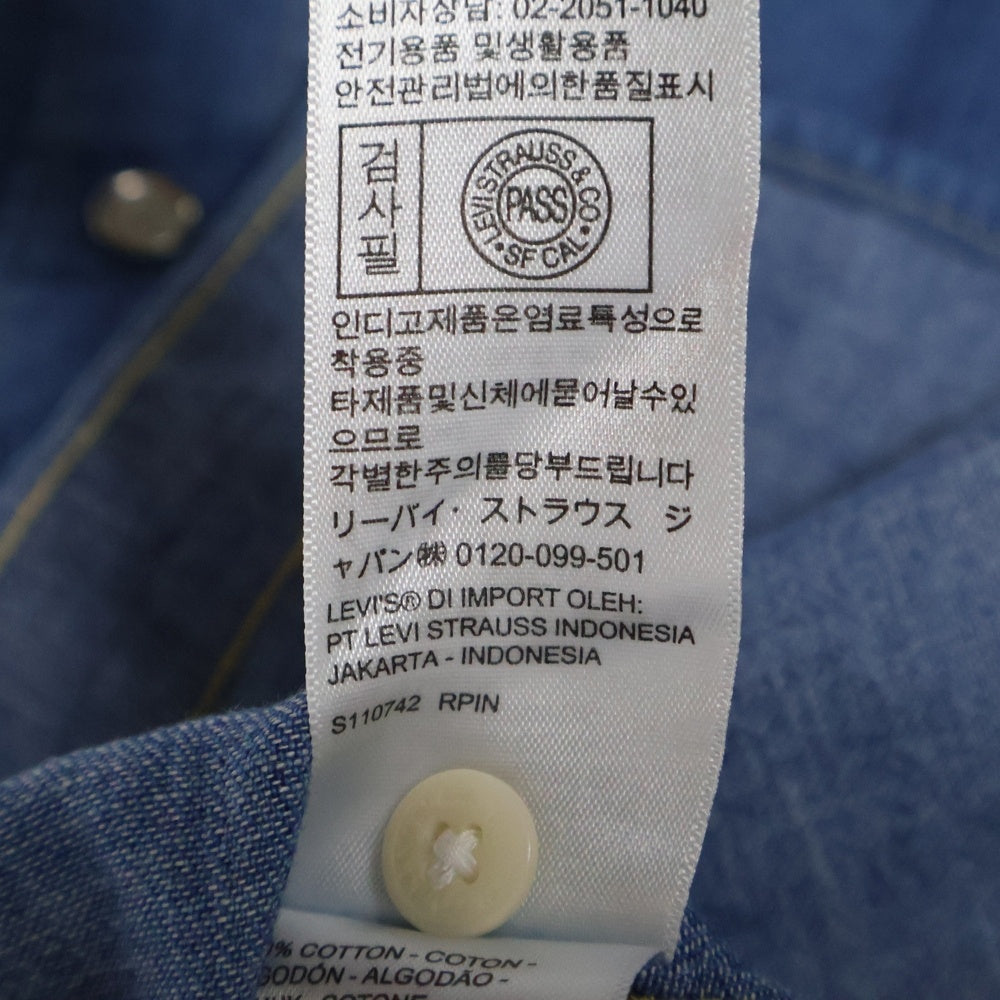 소비자상담: 02-2051-1040
전기용품 및생활용품
안전관리법에의한품질표시
검사필
LEVI STRAUSS & CO
PASS
SF CAL
인디고제품은염료특성으로
착용중
타제품및신체에묻어날수있
으므로
각별한주의를당부드립니다
リーバイ· ストラウス ジ
ャパン㈱ 0120-099-501
LEVI'S® DI IMPORT OLEH:
PT LEVI STRAUSS INDONESIA
JAKARTA - INDONESIA
S110742 RPIN
% COTTON - COTON -
GODÓN - ALGODÃO -
COTONE